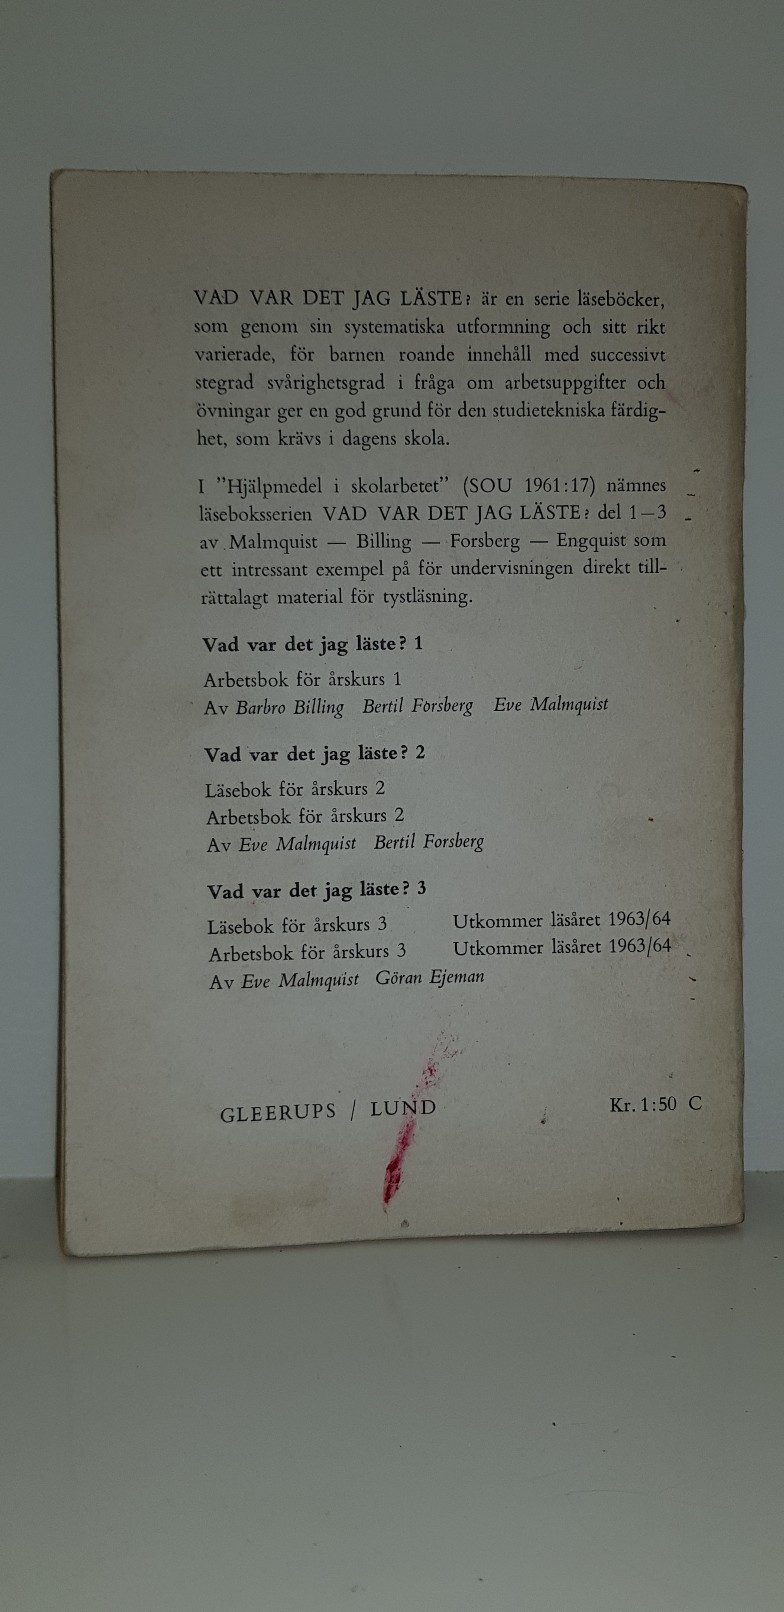 VAD VAR DET JAG LÄSTE? är en serie läseböcker,
som genom sin systematiska utformning och sitt rikt
varierade, för barnen roande innehåll med successivt
stegrad svårighetsgrad i fråga om arbetsuppgifter och
övningar ger en god grund för den studietekniska färdig-
het, som krävs i dagens skola.
I ”Hjälpmedel i skolarbetet” (SOU 1961:17) nämnes
läseboksserien VAD VAR DET JAG LÄSTE? del 1—3
av Malmquist — Billing — Forsberg — Engquist som
ett intressant exempel på för undervisningen direkt till-
rättalagt material för tystläsning.
Vad var det jag läste? 1
Arbetsbok för årskurs 1
Av Barbro Billing Bertil Forsberg Eve Malmquist
Vad var det jag läste? 2
Läsebok för årskurs 2
Arbetsbok för årskurs 2
Av Eve Malmquist Bertil Forsberg
Vad var det jag läste? 3
Läsebok för årskurs 3 Utkommer läsåret 1963/64
Arbetsbok för årskurs 3 Utkommer läsåret 1963/64
Av Eve Malmquist Göran Ejeman
GLEERUPS / LUND Kr. 1:50 C